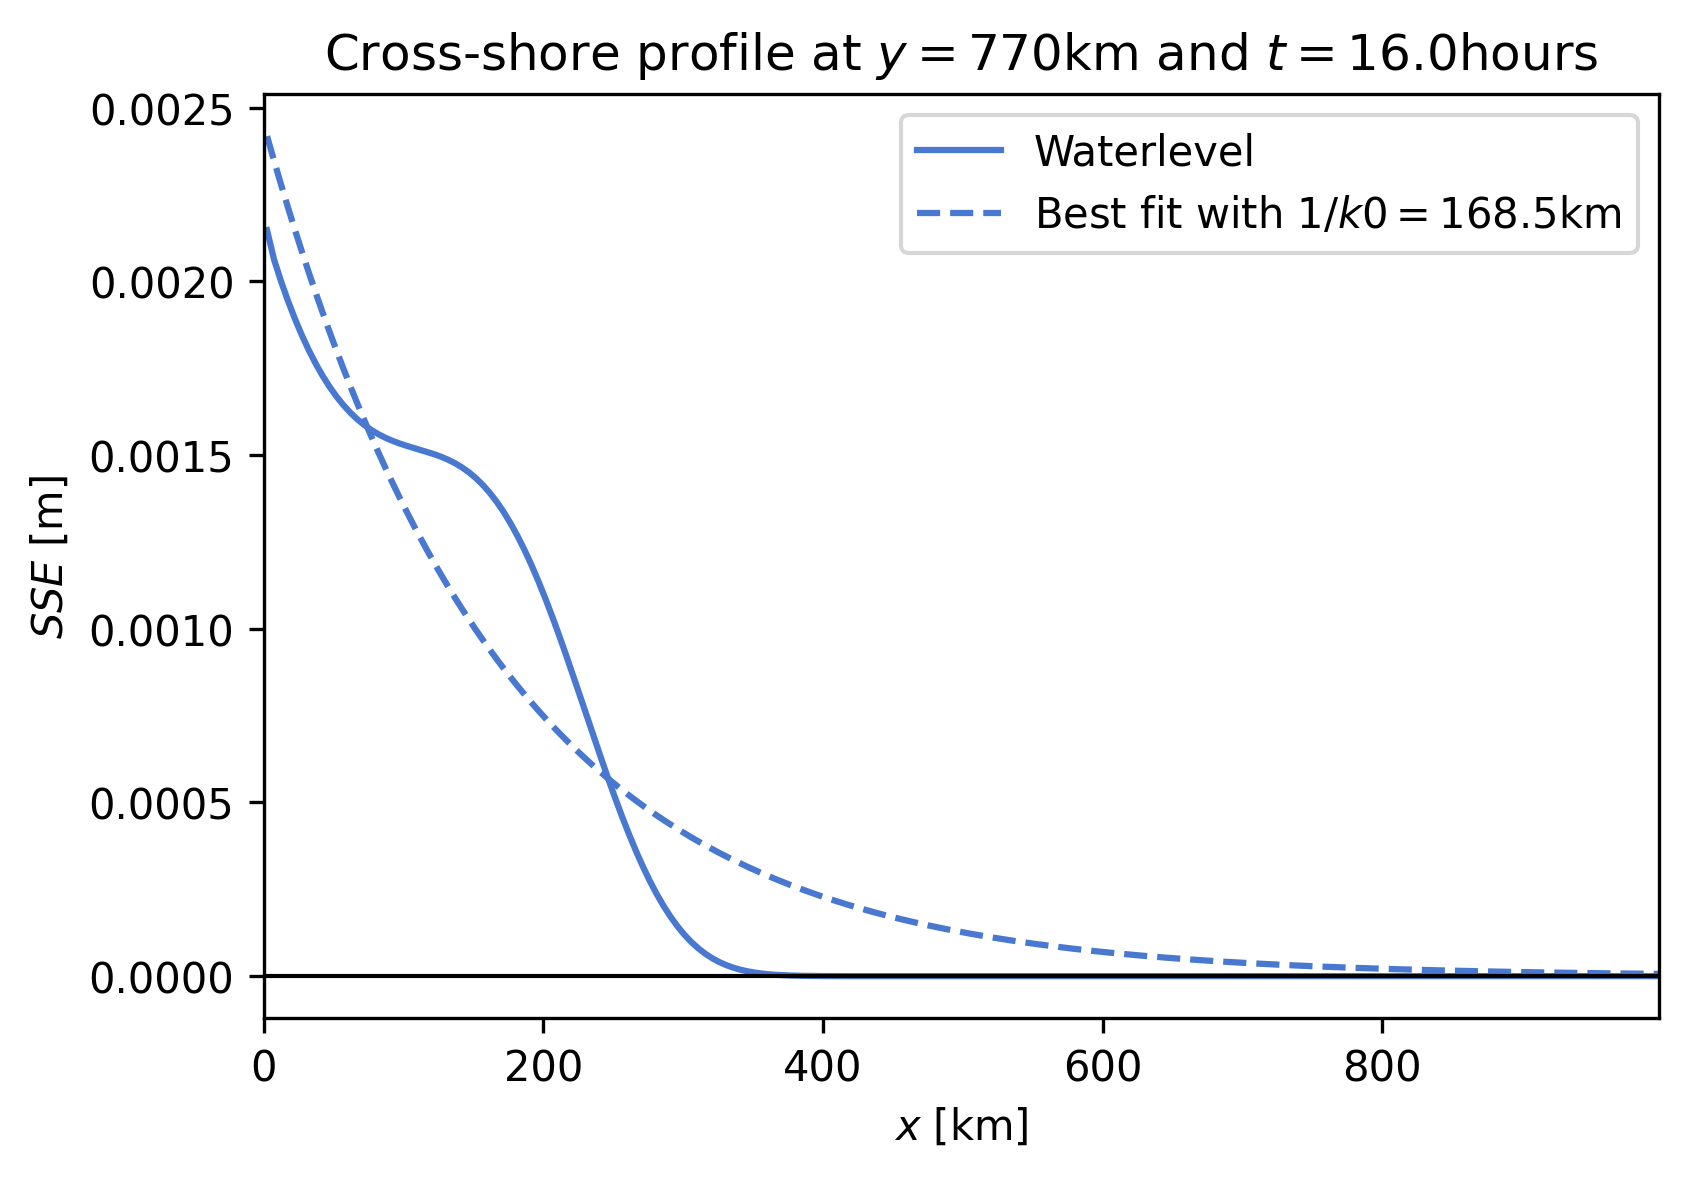 Cross-shore profile at y = 770km and t = 16.0hours
Waterlevel
Best fit with 1/k0 = 168.5km
SSE [m]
0.0025
0.0020
0.0015
0.0010
0.0005
0.0000
0 200 400 600 800
x [km]